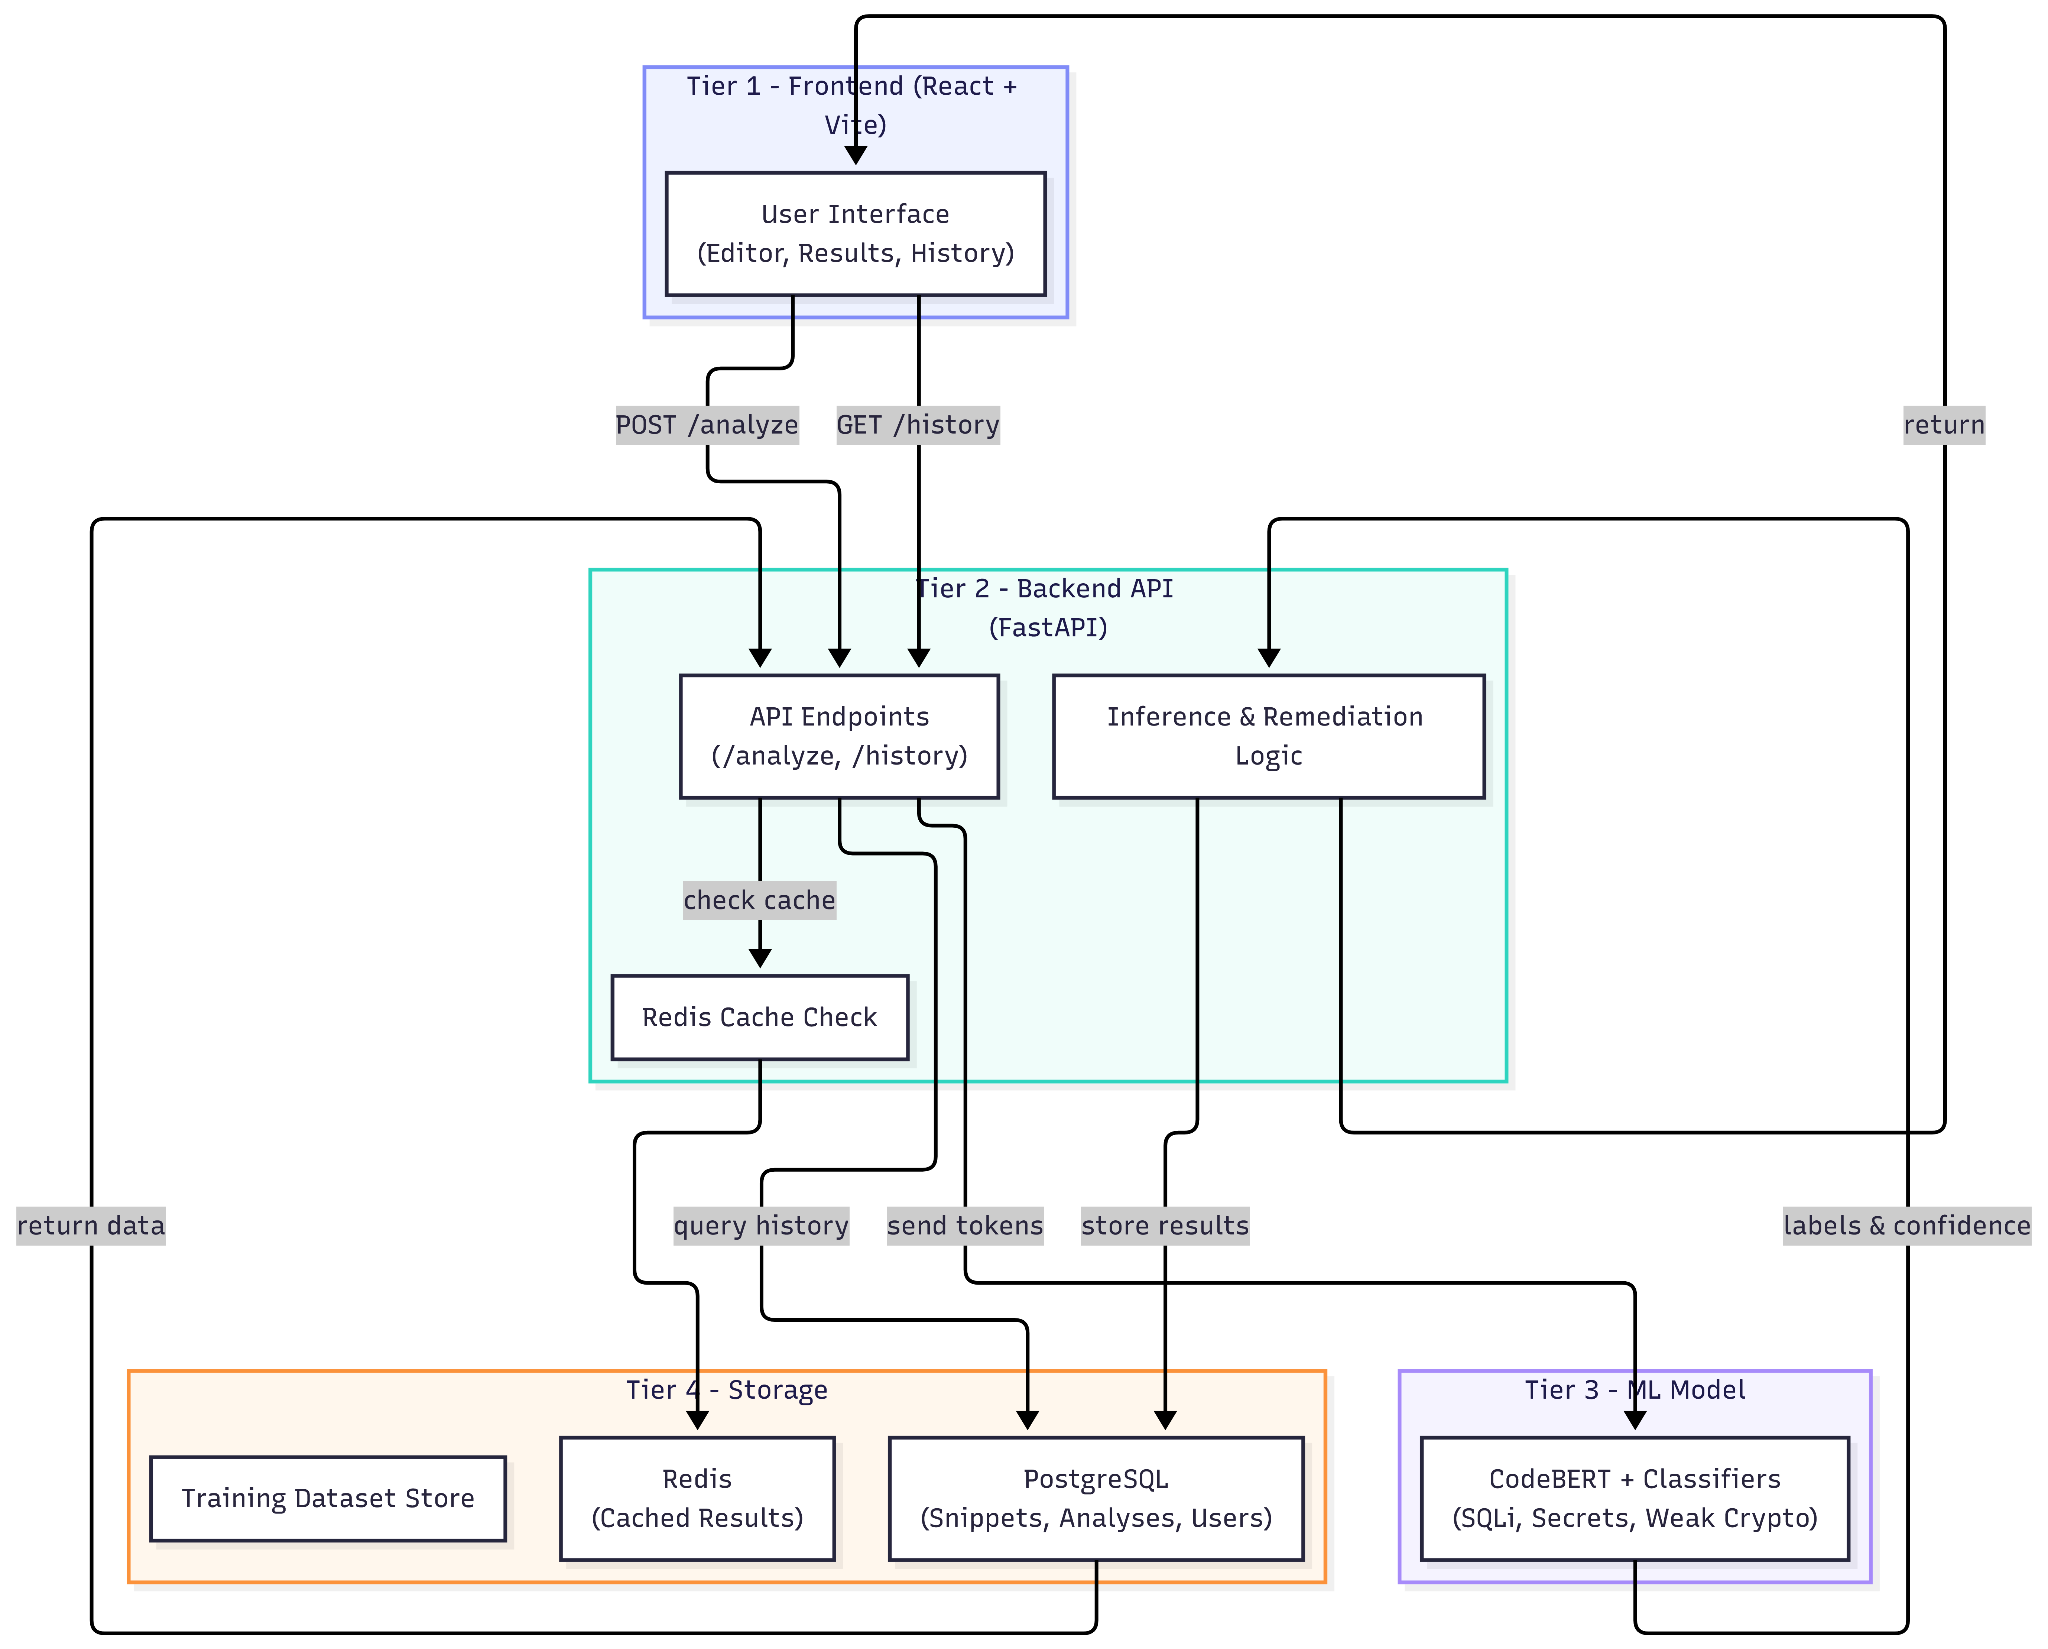 Tier 1 - Frontend (React +
Vite)
User Interface
(Editor, Results, History)
POST /analyze
GET /history
return
Tier 2 - Backend API
(FastAPI)
API Endpoints
(/analyze, /history)
Inference & Remediation
Logic
check cache
Redis Cache Check
return data
query history
send tokens
store results
labels & confidence
Tier 4 - Storage
Tier 3 - ML Model
Training Dataset Store
Redis
(Cached Results)
PostgreSQL
(Snippets, Analyses, Users)
CodeBERT + Classifiers
(SQLi, Secrets, Weak Crypto)